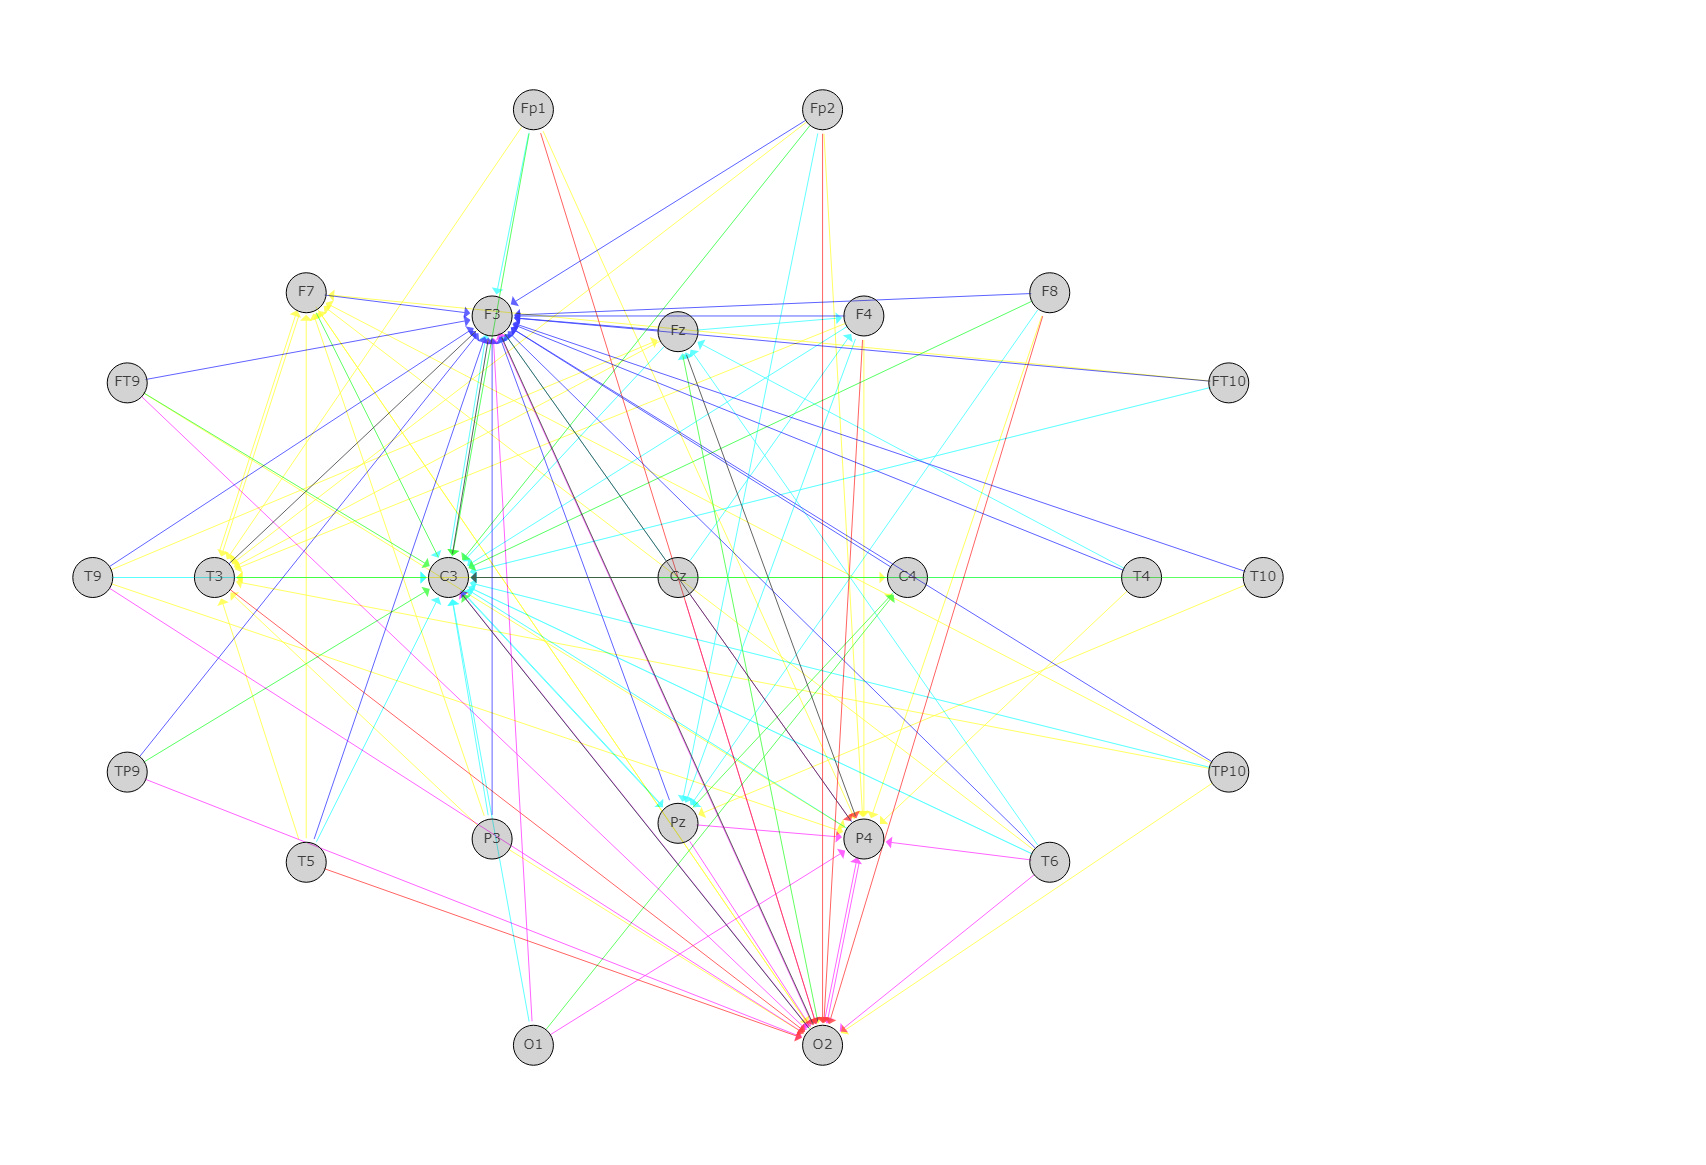 Fp1 Fp2
F7 F3 Fz F4 F8
FT9 FT10
T9 T3 C3 Cz C4 T4 T10
TP9 TP10
T5 P3 Pz P4 T6
O1 O2